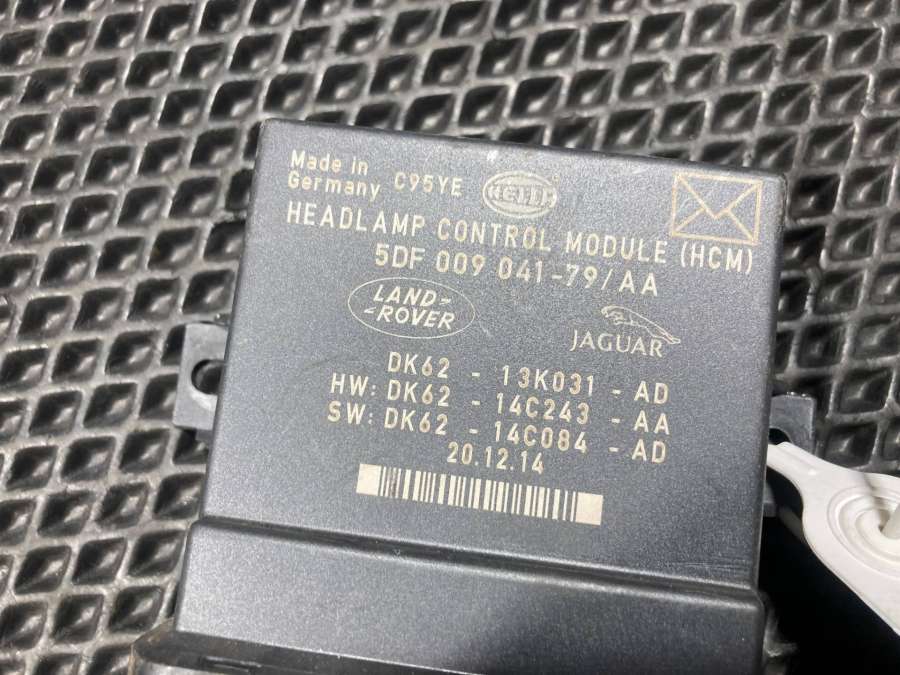 Made in
Germany C95YE HELLA
HEADLAMP CONTROL MODULE (HCM)
5DF 009 041-79/AA
LAND-
-ROVER
JAGUAR
DK62 - 13K031 - AD
HW: DK62 - 14C243 - AA
SW: DK62 - 14C084 - AD
20.12.14